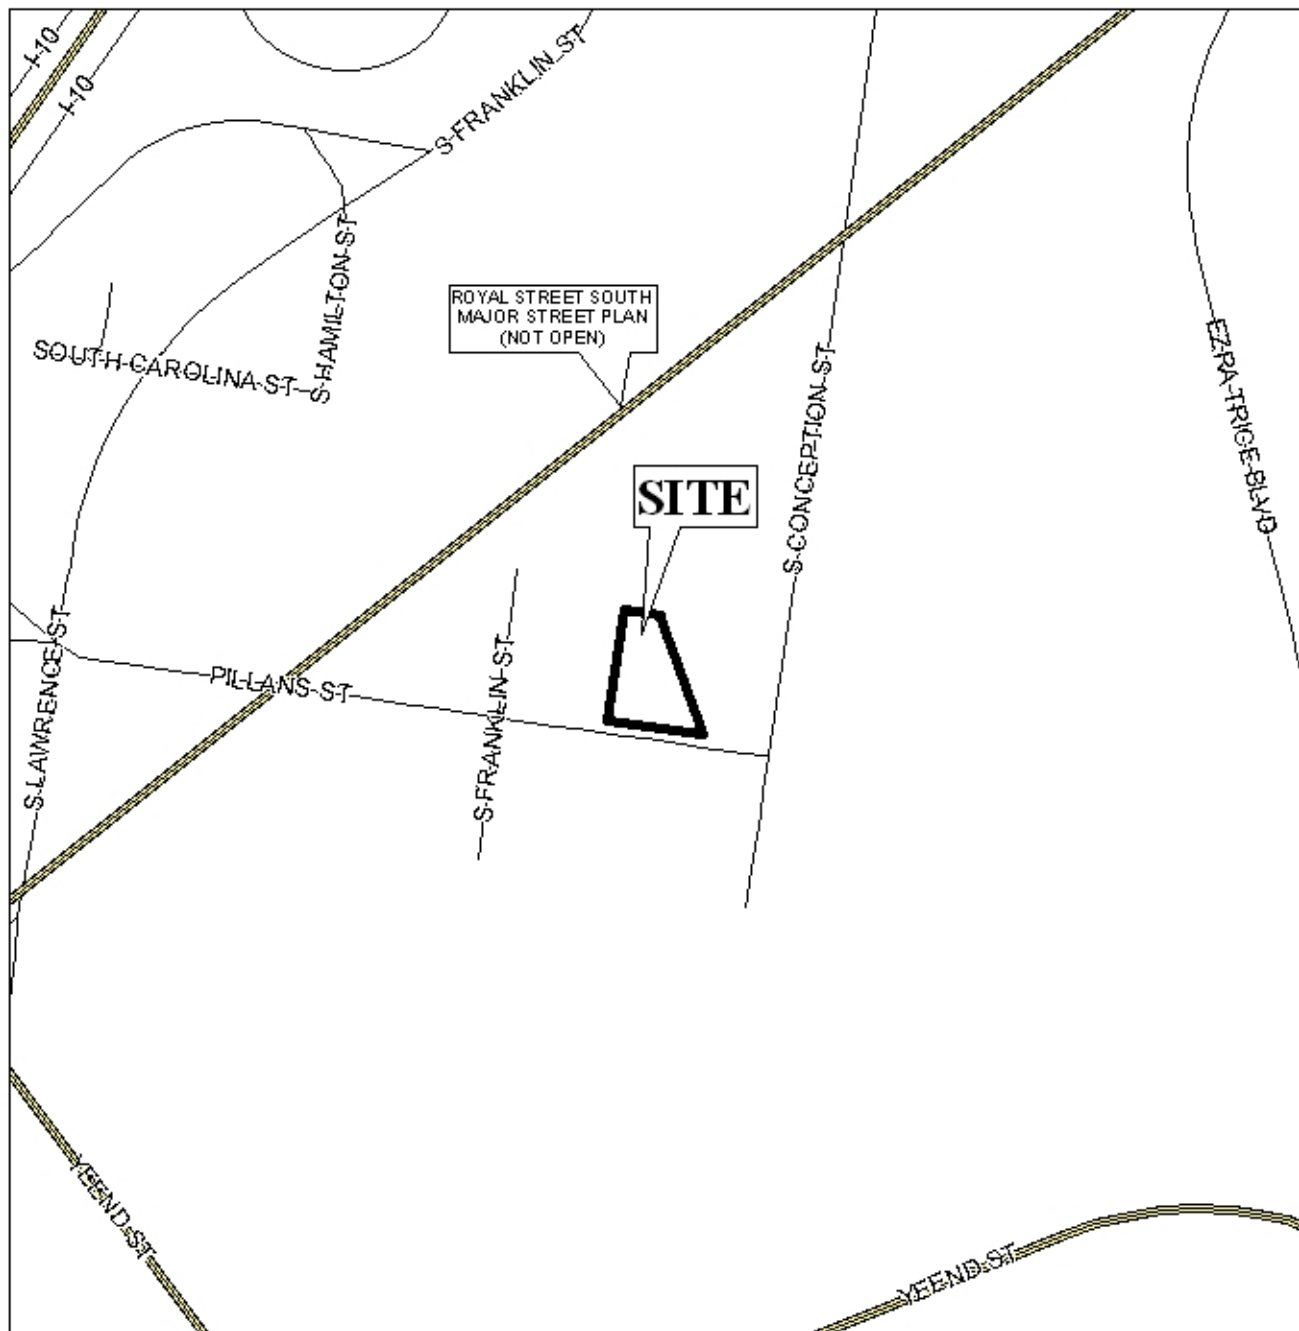 I-10
I-10
S FRANKLIN ST
S HAMILTON ST
SOUTH CAROLINA ST
ROYAL STREET SOUTH
MAJOR STREET PLAN
(NOT OPEN)
S CONCEPTION ST
EZRA TRICE BLVD
SITE
S LAWRENCE ST
PILLANS ST
S FRANKLIN ST
YEEND ST
YEEND ST